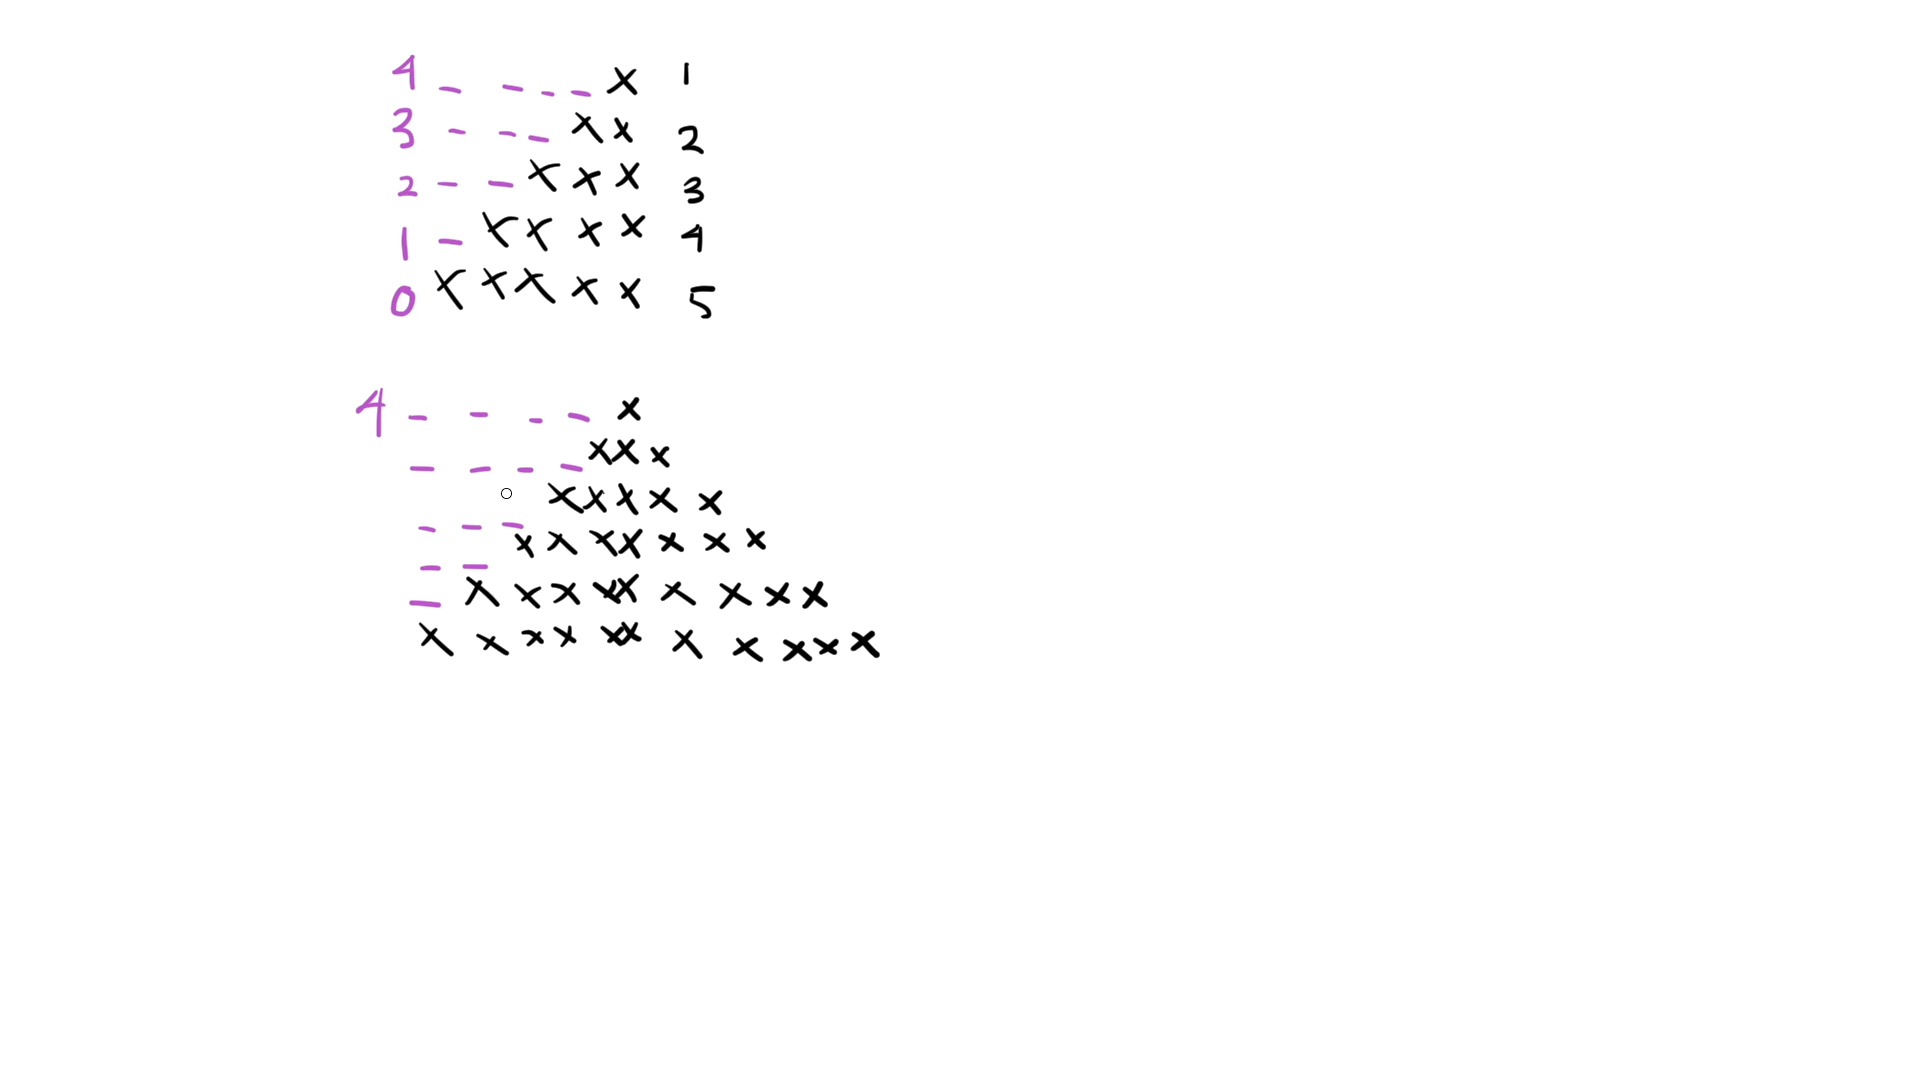 4 - - - - x 1
3 - - - x x 2
2 - - x x x 3
1 - x x x x 4
0 x x x x x 5
4 - - - - x
- - - - x x x
x x x x x
- - - x x x x x x x
- - 
- x x x x x x x x x
x x x x x x x x x x x